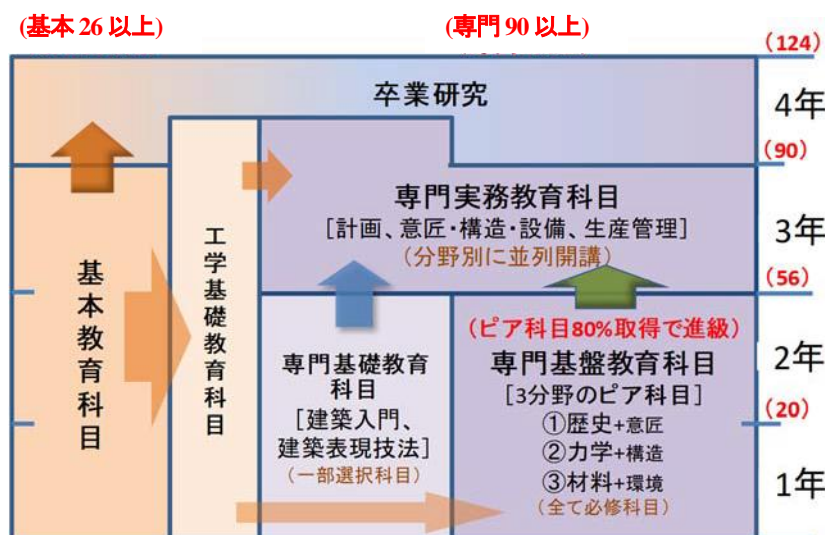 (基本 26 以上)
(専門 90 以上)
(124)
卒業研究
4年
(90)
専門実務教育科目
[計画、意匠・構造・設備、生産管理]
(分野別に並列開講)
3年
工学基礎教育科目
基本教育科目
(56)
(ピア科目80%取得で進級)
専門基礎教育
科目
[建築入門、
建築表現技法]
(一部選択科目)
専門基盤教育科目
[3分野のピア科目]
①歴史+意匠
②力学+構造
③材料+環境
(全て必修科目)
2年
(20)
1年